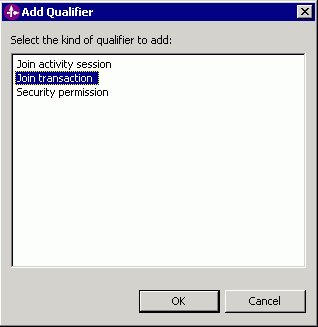 Add Qualifier
Select the kind of qualifier to add:
Join activity session
Join transaction
Security permission
OK
Cancel